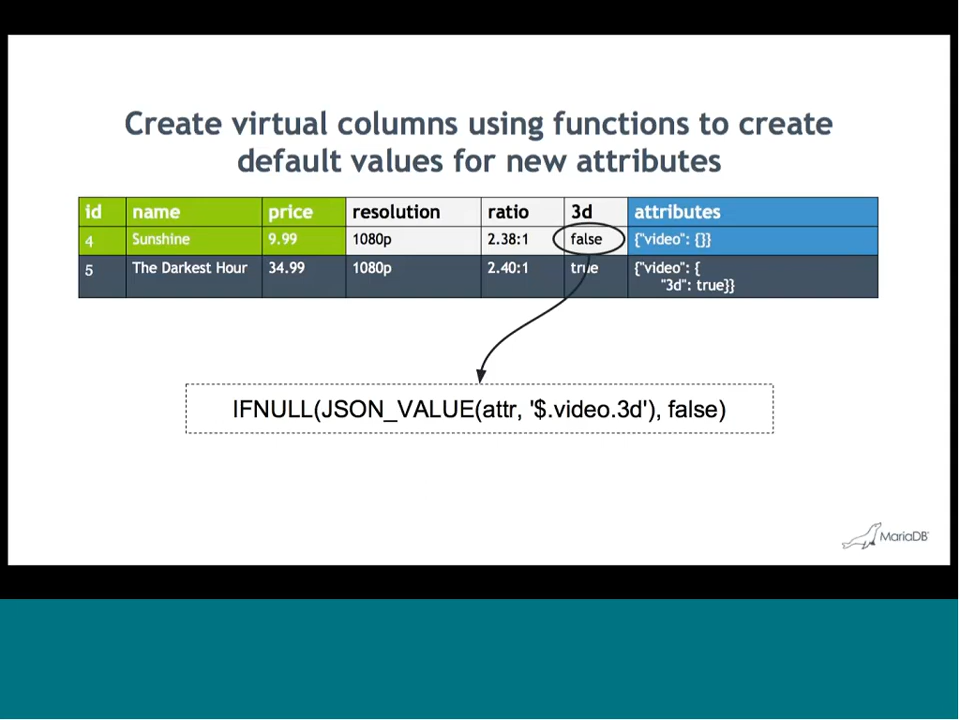 Create virtual columns using functions to create
default values for new attributes
id name price resolution ratio 3d attributes
4 Sunshine 9.99 1080p 2.38:1 false {"video": {}}
5 The Darkest Hour 34.99 1080p 2.40:1 true {"video": {
"3d": true}}
IFNULL(JSON_VALUE(attr, '$.video.3d'), false)
MariaDB